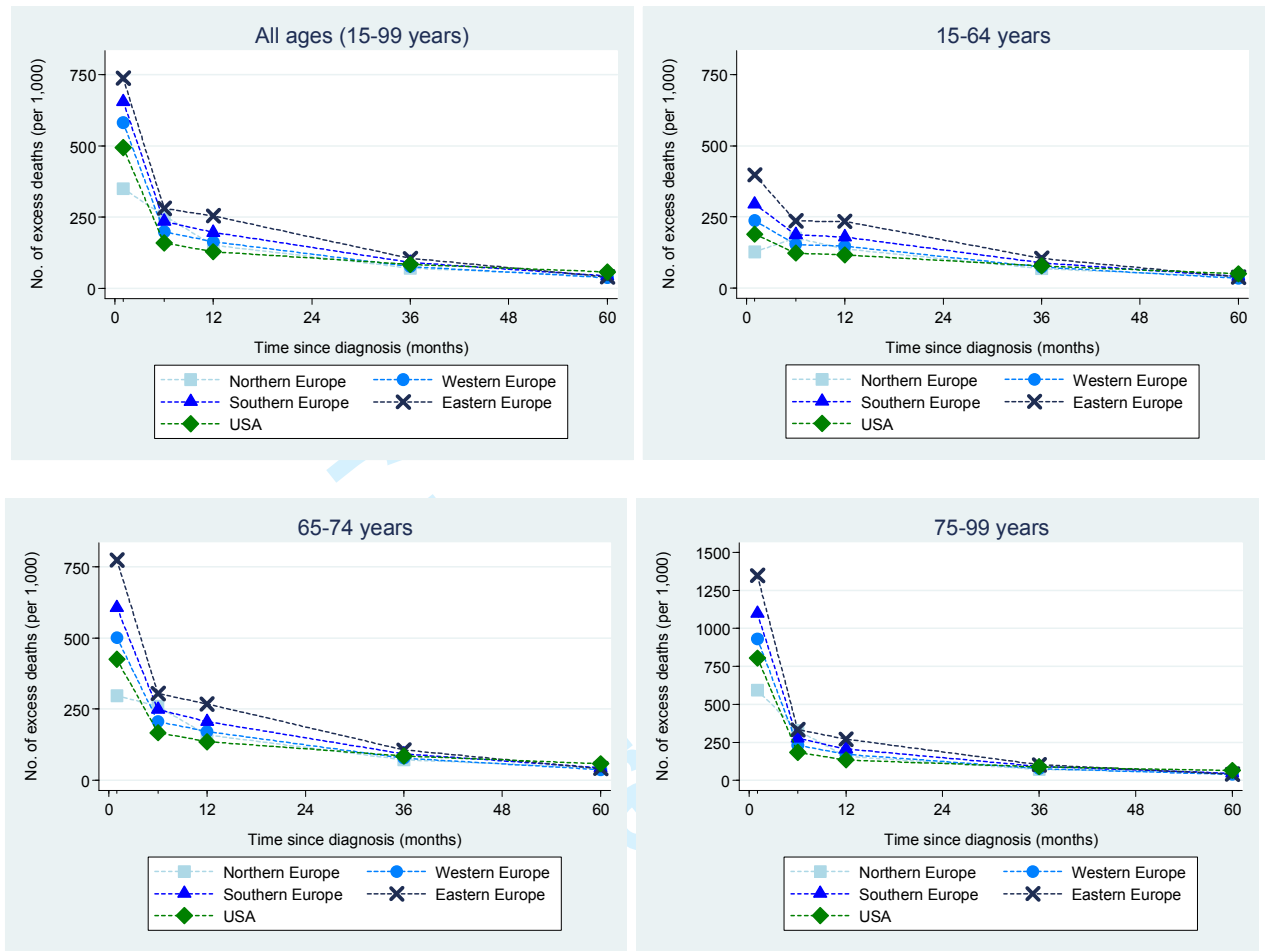 All ages (15-99 years)
No. of excess deaths (per 1,000)
750
500
250
0
0 12 24 36 48 60
Time since diagnosis (months)
Northern Europe Western Europe
Southern Europe Eastern Europe
USA
15-64 years
No. of excess deaths (per 1,000)
750
500
250
0
0 12 24 36 48 60
Time since diagnosis (months)
Northern Europe Western Europe
Southern Europe Eastern Europe
USA
65-74 years
No. of excess deaths (per 1,000)
750
500
250
0
0 12 24 36 48 60
Time since diagnosis (months)
Northern Europe Western Europe
Southern Europe Eastern Europe
USA
75-99 years
No. of excess deaths (per 1,000)
1500
1250
1000
750
500
250
0
0 12 24 36 48 60
Time since diagnosis (months)
Northern Europe Western Europe
Southern Europe Eastern Europe
USA